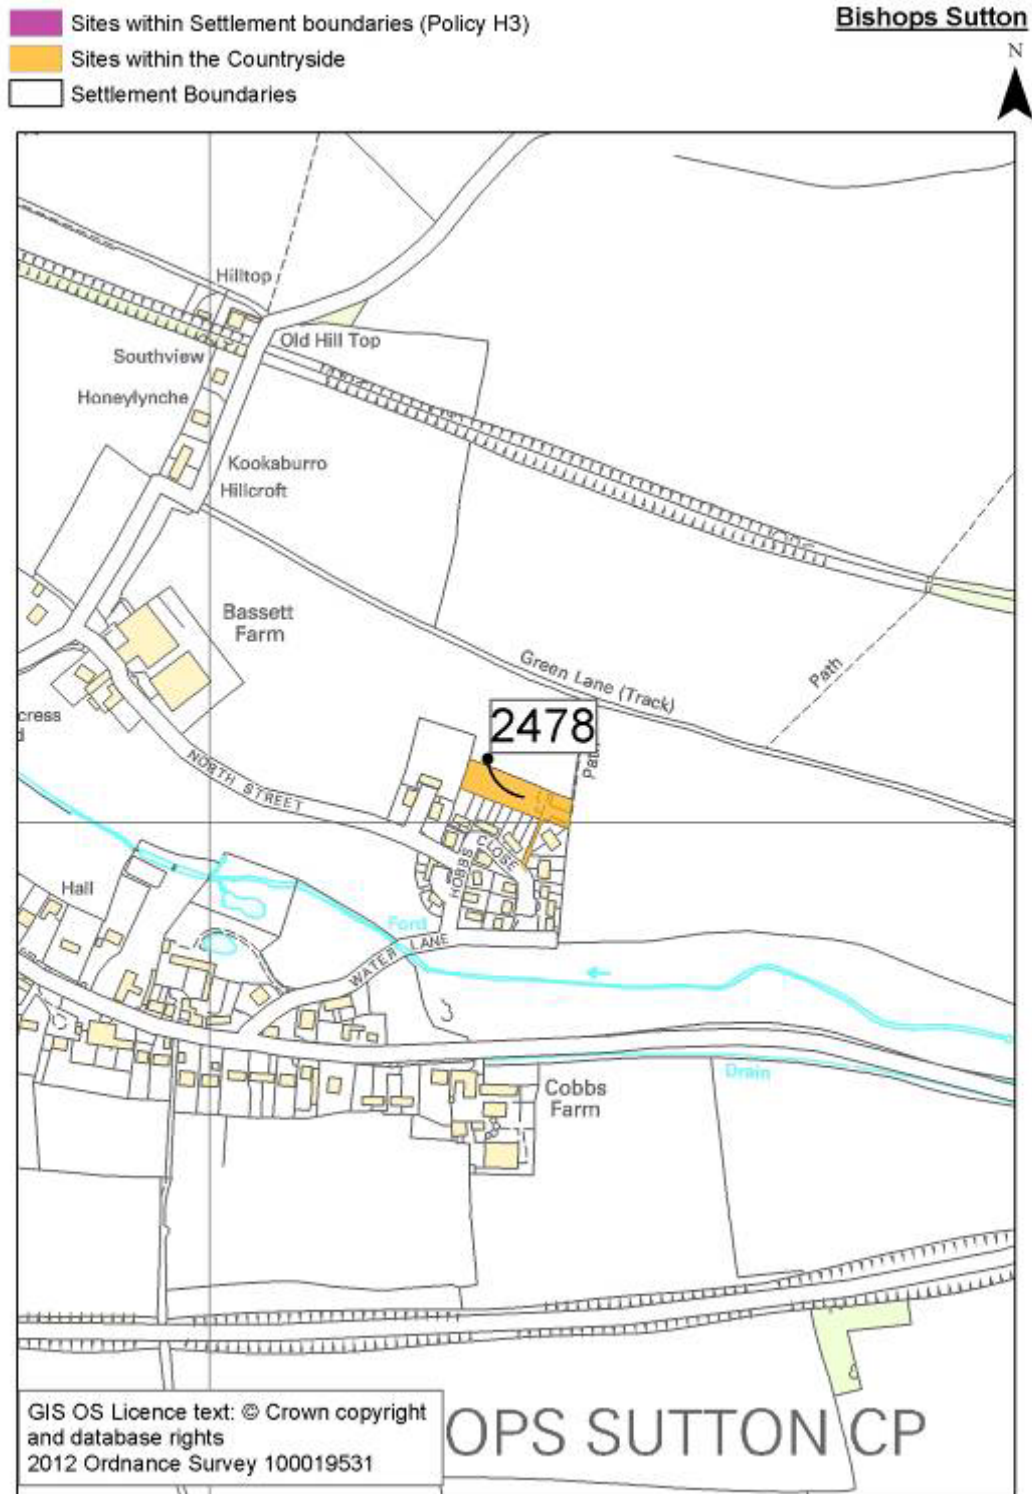 Sites within Settlement boundaries (Policy H3)
Sites within the Countryside
Settlement Boundaries
Bishops Sutton
N
Hilltop
Old Hill Top
Southview
Honeylynche
Kookaburro
Hillcroft
Bassett
Farm
Green Lane (Track)
Path
cress
2478
NORTH STREET
HOBBS
CLOSE
Hall
Ford
WATER LANE
Drain
Cobbs
Farm
GIS OS Licence text: © Crown copyright
and database rights
2012 Ordnance Survey 100019531
OPS SUTTON CP